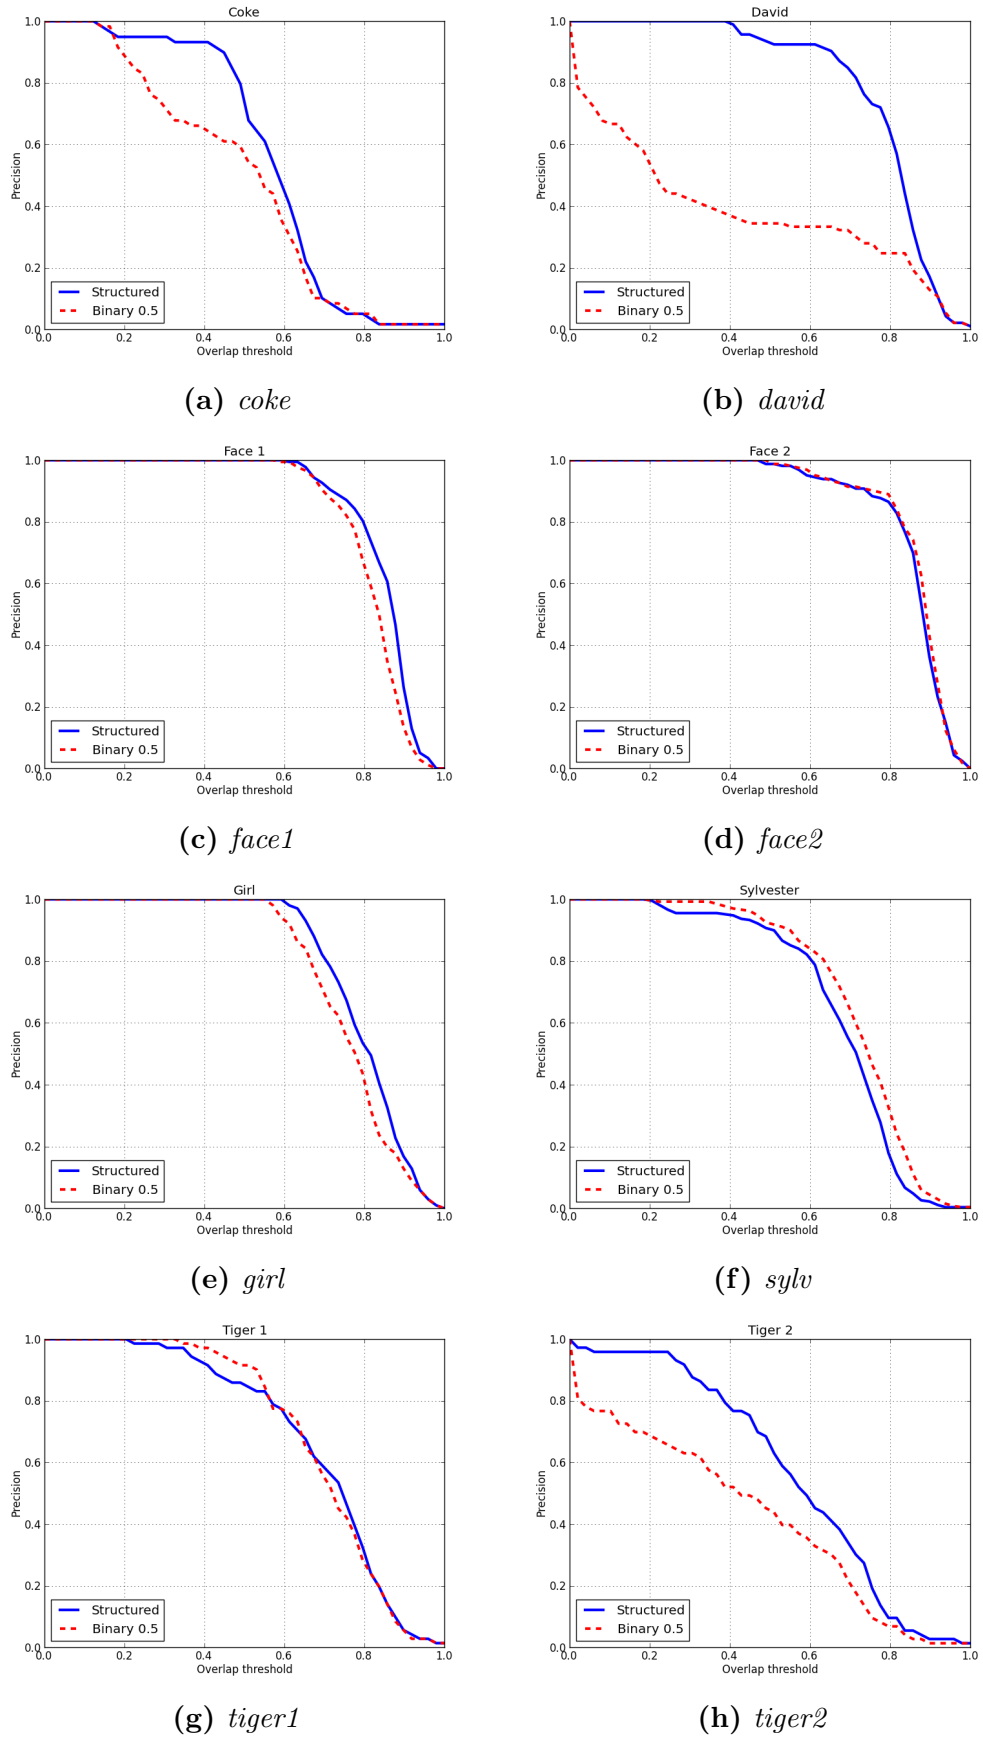 Coke
Precision
1.0
0.8
0.6
0.4
0.2
0.0
Structured
Binary 0.5
0.0 0.2 0.4 0.6 0.8 1.0
Overlap threshold
(a) coke
David
Precision
1.0
0.8
0.6
0.4
0.2
0.0
Structured
Binary 0.5
0.0 0.2 0.4 0.6 0.8 1.0
Overlap threshold
(b) david
Face 1
Precision
1.0
0.8
0.6
0.4
0.2
0.0
Structured
Binary 0.5
0.0 0.2 0.4 0.6 0.8 1.0
Overlap threshold
(c) face1
Face 2
Precision
1.0
0.8
0.6
0.4
0.2
0.0
Structured
Binary 0.5
0.0 0.2 0.4 0.6 0.8 1.0
Overlap threshold
(d) face2
Girl
Precision
1.0
0.8
0.6
0.4
0.2
0.0
Structured
Binary 0.5
0.0 0.2 0.4 0.6 0.8 1.0
Overlap threshold
(e) girl
Sylvester
Precision
1.0
0.8
0.6
0.4
0.2
0.0
Structured
Binary 0.5
0.0 0.2 0.4 0.6 0.8 1.0
Overlap threshold
(f) sylv
Tiger 1
Precision
1.0
0.8
0.6
0.4
0.2
0.0
Structured
Binary 0.5
0.0 0.2 0.4 0.6 0.8 1.0
Overlap threshold
(g) tiger1
Tiger 2
Precision
1.0
0.8
0.6
0.4
0.2
0.0
Structured
Binary 0.5
0.0 0.2 0.4 0.6 0.8 1.0
Overlap threshold
(h) tiger2